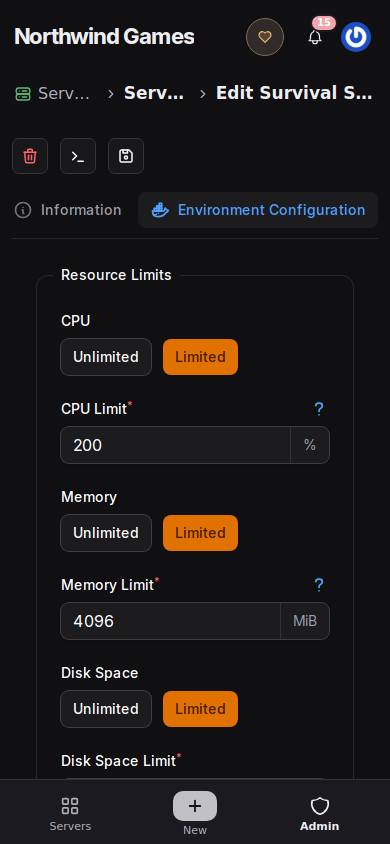 Northwind Games
15
Serv... › Serv... › Edit Survival S...
Information
Environment Configuration
Resource Limits
CPU
Unlimited
Limited
CPU Limit*
?
200
%
Memory
Unlimited
Limited
Memory Limit*
?
4096
MiB
Disk Space
Unlimited
Limited
Disk Space Limit*
Servers
New
Admin